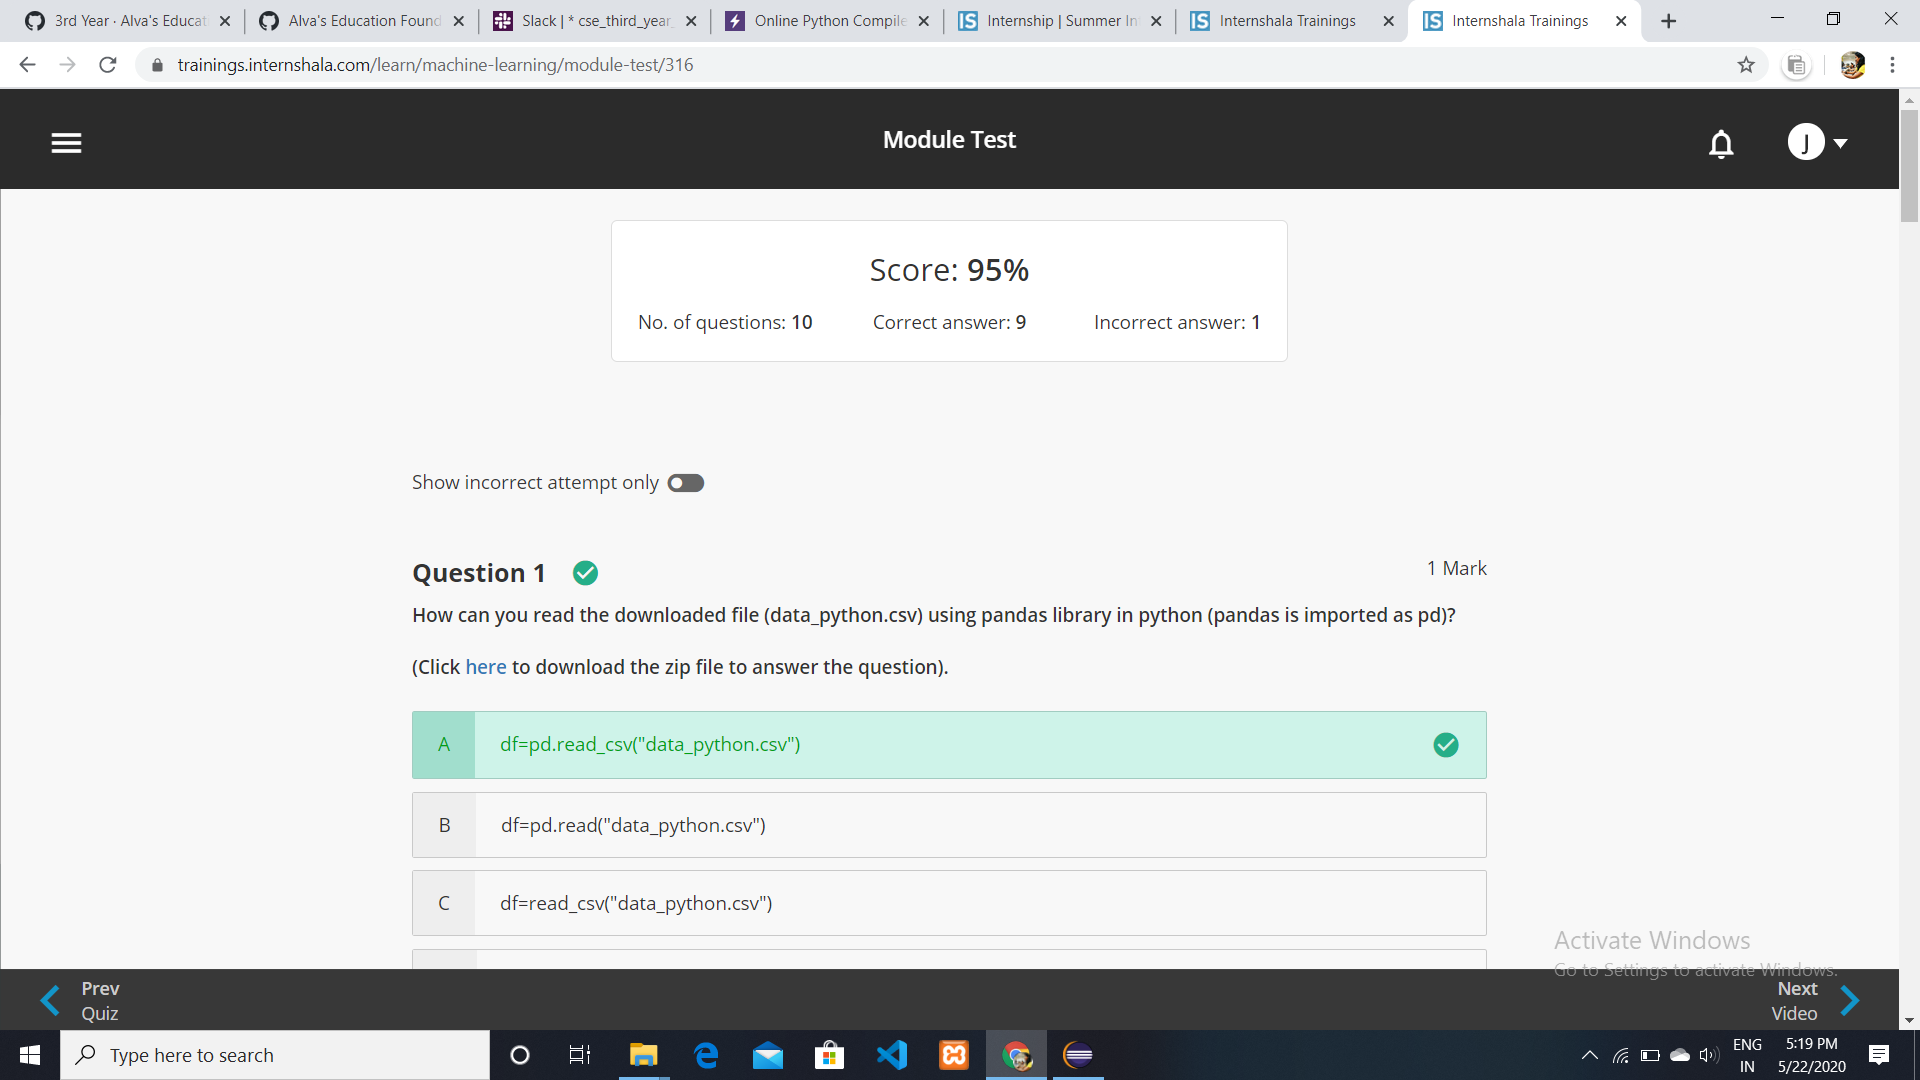 3rd Year · Alva's Educat
Alva's Education Found
Slack | * cse_third_year_
Online Python Compile
Internship | Summer In
Internshala Trainings
Internshala Trainings
trainings.internshala.com/learn/machine-learning/module-test/316
Module Test
J
Score: 95%
No. of questions: 10
Correct answer: 9
Incorrect answer: 1
Show incorrect attempt only
Question 1
1 Mark
How can you read the downloaded file (data_python.csv) using pandas library in python (pandas is imported as pd)?
(Click here to download the zip file to answer the question).
A df=pd.read_csv("data_python.csv")
B df=pd.read("data_python.csv")
C df=read_csv("data_python.csv")
Activate Windows
Go to Settings to activate Windows.
Prev
Quiz
Next
Video
Type here to search
ENG
IN
5:19 PM
5/22/2020